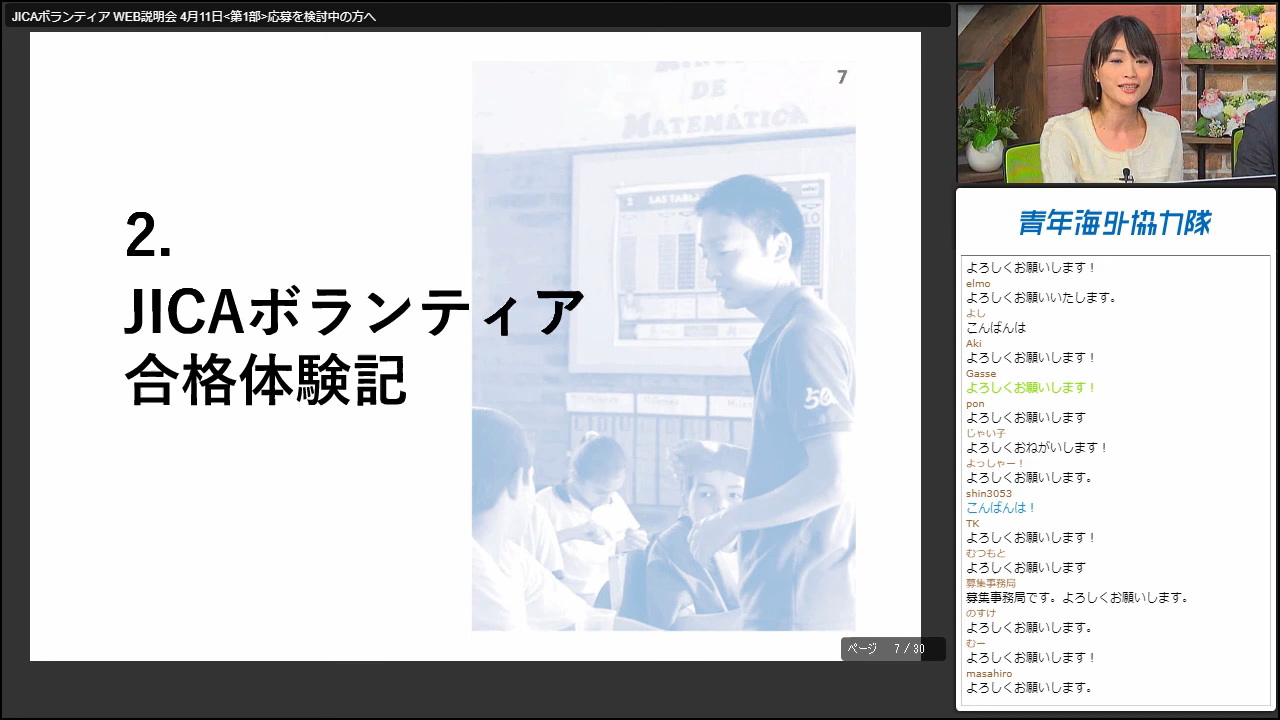 JICAボランティア WEB説明会 4月11日<第1部>応募を検討中の方へ
7
DE
MATEMÁTICA
LAS TABLA
50
2.
JICAボランティア
合格体験記
ページ 7 / 30
青年海外協力隊
よろしくお願いします！
elmo
よろしくお願いいたします。
よし
こんばんは
Aki
よろしくお願いします！
Gasse
よろしくお願いします！
pon
よろしくお願いします
じゃい子
よろしくおねがいします！
よっしゃー！
よろしくお願いします。
shin3053
こんばんは！
TK
よろしくお願いします！
むつもと
よろしくお願いします
募集事務局
募集事務局です。よろしくお願いします。
のすけ
よろしくお願いします。
むー
よろしくお願いします！
masahiro
よろしくお願いします。